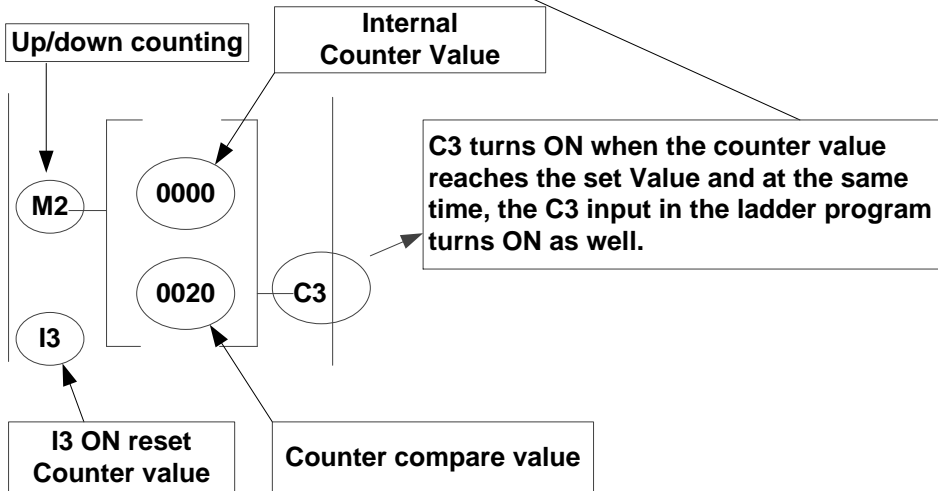 Up/down counting
Internal
Counter Value
C3 turns ON when the counter value
reaches the set Value and at the same
time, the C3 input in the ladder program
turns ON as well.
M2
0000
0020
C3
I3
I3 ON reset
Counter value
Counter compare value